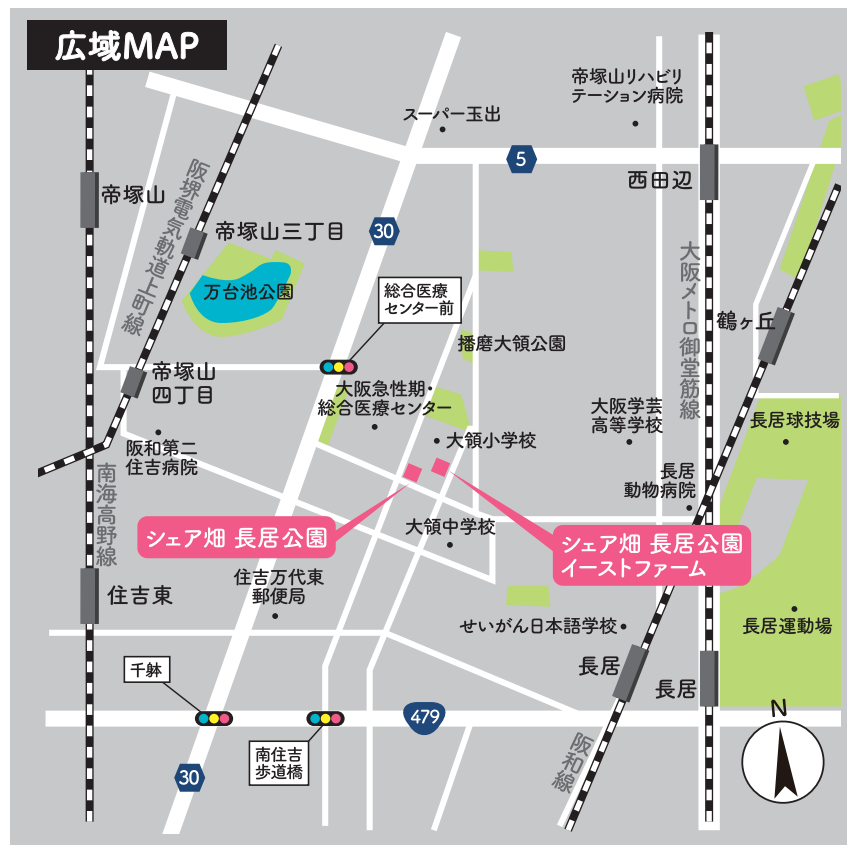 広域MAP
帝塚山リハビリ
テーション病院
スーパー玉出
5
西田辺
帝塚山
阪堺電気軌道上町線
帝塚山三丁目
30
大阪メトロ御堂筋線
万台池公園
総合医療
センター前
鶴ヶ丘
播磨大領公園
帝塚山
四丁目
大阪急性期・
総合医療センター
大阪学芸
高等学校
長居球技場
阪和第二
住吉病院
大領小学校
南海高野線
長居
動物病院
シェア畑 長居公園
大領中学校
シェア畑 長居公園
イーストファーム
住吉東
住吉万代東
郵便局
せいがん日本語学校
長居運動場
千躰
長居
長居
479
N
南住吉
歩道橋
阪和線
30